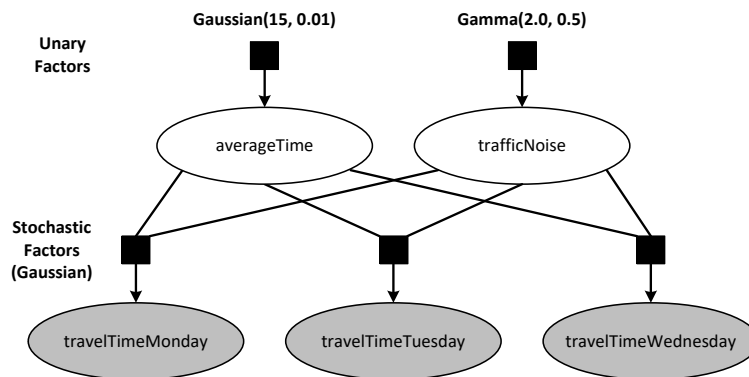 Gaussian(15, 0.01)
Gamma(2.0, 0.5)
Unary
Factors
averageTime
trafficNoise
Stochastic
Factors
(Gaussian)
travelTimeMonday
travelTimeTuesday
travelTimeWednesday